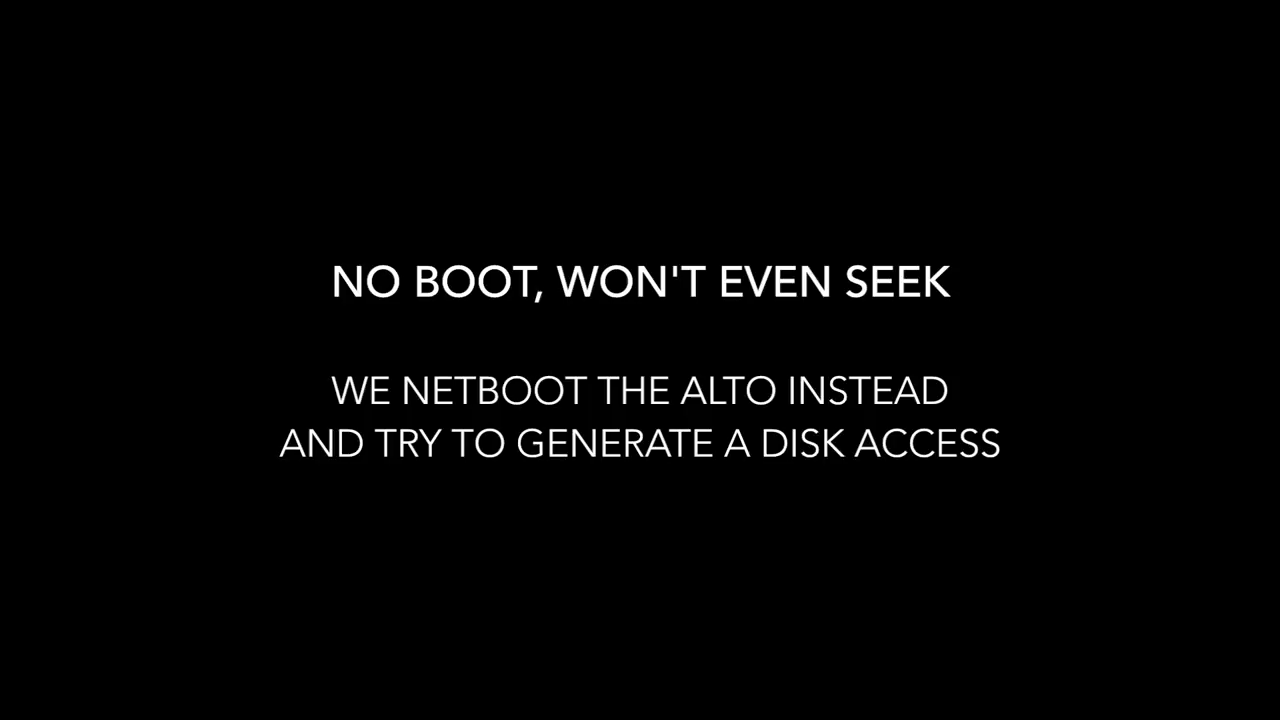 NO BOOT, WON'T EVEN SEEK
WE NETBOOT THE ALTO INSTEAD
AND TRY TO GENERATE A DISK ACCESS